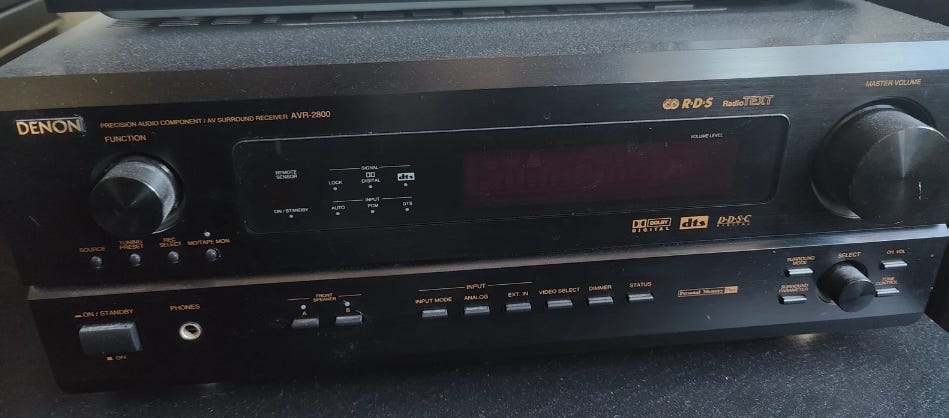 DENON
PRECISION AUDIO COMPONENT / AV SURROUND RECEIVER AVR-2800
R·D·S RadioTEXT
MASTER VOLUME
FUNCTION
VOLUME LEVEL
REMOTE
SENSOR
SIGNAL
LOCK
DIGITAL
dts
INPUT
ON / STANDBY
AUTO
PCM
DTS
DOLBY
DIGITAL
dts
DIGITAL
D·D·S·C
DIGITAL
SOURCE
TUNING
PRESET
REC
SELECT
MD/TAPE MON
SURROUND
MODE
SELECT
CH. VOL
SURROUND
PARAMETER
TONE
CONTROL
ON / STANDBY
ON
PHONES
FRONT
SPEAKER
A
B
INPUT
INPUT MODE
ANALOG
EXT. IN
VIDEO SELECT
DIMMER
STATUS
Personal Memory Plus